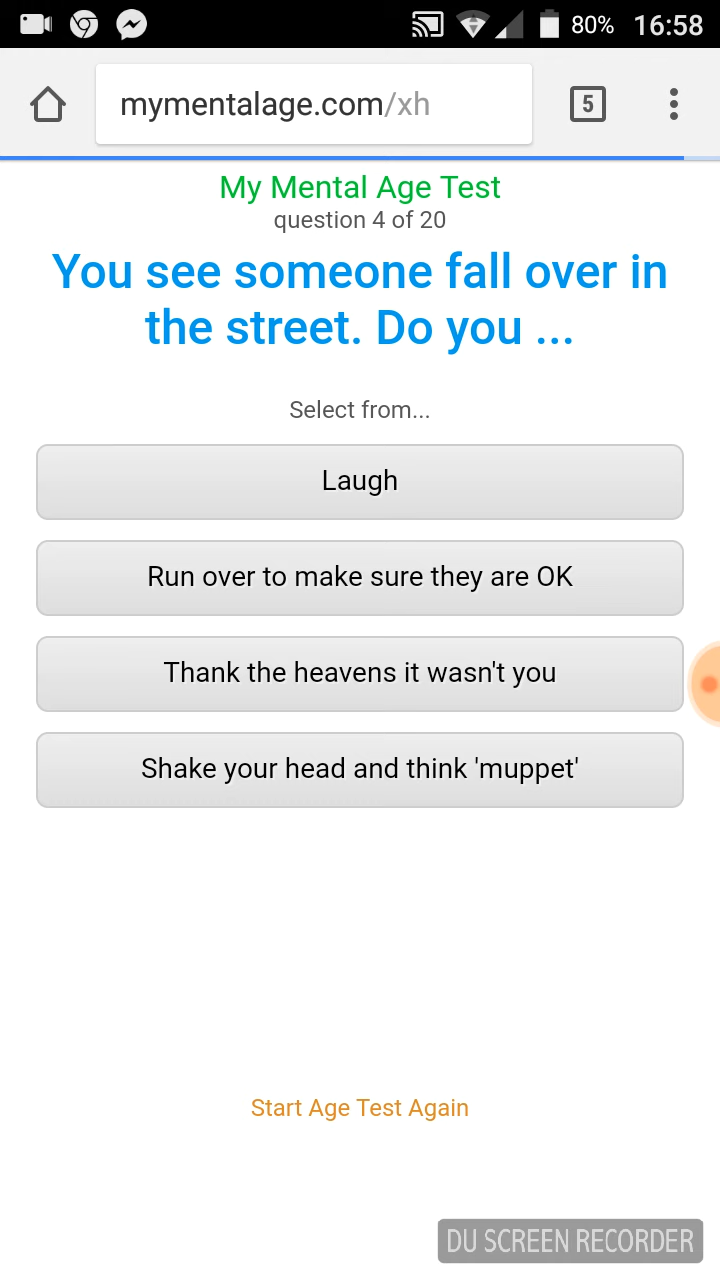 80% 16:58
mymentalage.com/xh 5
My Mental Age Test
question 4 of 20
You see someone fall over in
the street. Do you ...
Select from...
Laugh
Run over to make sure they are OK
Thank the heavens it wasn't you
Shake your head and think 'muppet'
Start Age Test Again
DU SCREEN RECORDER